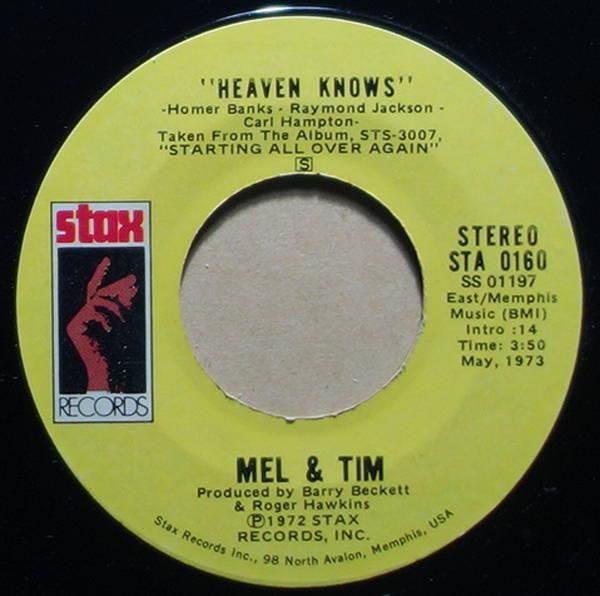 "HEAVEN KNOWS"
-Homer Banks - Raymond Jackson -
Carl Hampton-
Taken From The Album, STS-3007,
"STARTING ALL OVER AGAIN"
S
stax
RECORDS
STEREO
STA 0160
SS 01197
East/Memphis
Music (BMI)
Intro :14
Time: 3:50
May, 1973
MEL & TIM
Produced by Barry Beckett
& Roger Hawkins
Ⓟ1972 STAX
RECORDS, INC.
Stax Records Inc., 98 North Avalon, Memphis, USA